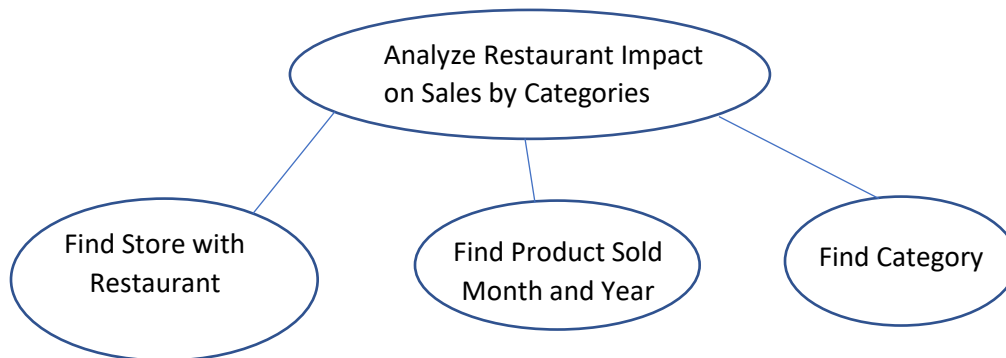 Analyze Restaurant Impact
on Sales by Categories
Find Store with
Restaurant
Find Product Sold
Month and Year
Find Category